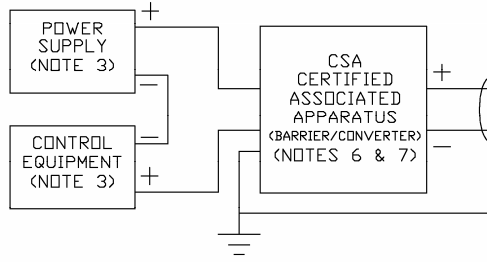 +
POWER
SUPPLY
(NOTE 3)
−
−
CONTROL
EQUIPMENT
(NOTE 3)
+
CSA
CERTIFIED
ASSOCIATED
APPARATUS
(BARRIER/CONVERTER)
(NOTES 6 & 7)
+
−